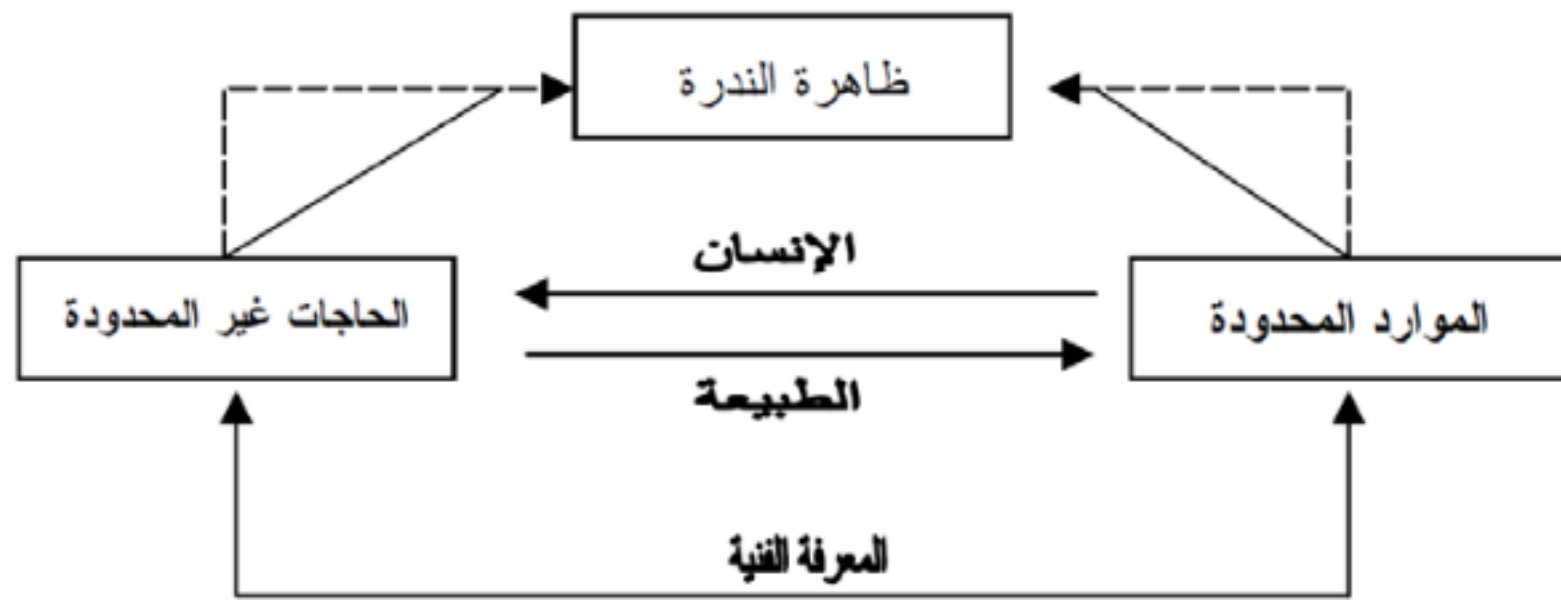 ظاهرة الندرة
الإنسان
الموارد المحدودة
الحاجات غير المحدودة
الطبيعة
المعرفة الفنية